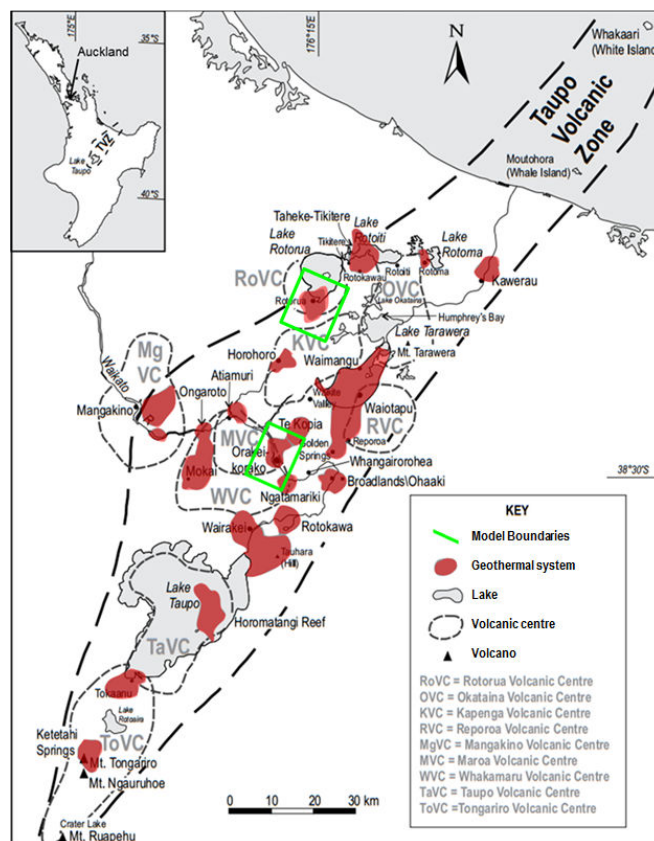 175°E
35°S
Auckland
Lake
Taupo
TVZ
40°S
176°15'E
N
Whakaari
(White Island)
Taupo
Volcanic
Zone
Moutohora
(Whale Island)
Taheke-Tikitere
Lake
Rotoiti
Lake
Rotorua
Tikitere
Lake
Rotoma
RoVC
Rotokawau
Rotoiti
Rotoma
Kawerau
OVC
Lake Okataina
Rotorua
Humphrey's Bay
KVC
Lake Tarawera
Mt. Tarawera
Horohoro
Waimangu
Mg
VC
Waikato
R
Atiamuri
Ongaroto
Mangakino
Waikite
Valley
Waiotapu
MVC
Te Kopia
RVC
Orakei-
korako
Golden
Springs
Reporoa
Mokai
Whangairorohea
WVC
Ngatamariki
Broadlands\Ohaaki
38°30'S
Wairakei
Rotokawa
Tauhara
(Hill)
Lake
Taupo
Horomatangi Reef
TaVC
Tokaanu
Lake
Rotoaira
Ketetahi
Springs
ToVC
Mt. Tongariro
Mt. Ngauruhoe
Crater Lake
Mt. Ruapehu
0 10 20 30 km
KEY
Model Boundaries
Geothermal system
Lake
Volcanic centre
Volcano
RoVC = Rotorua Volcanic Centre
OVC = Okataina Volcanic Centre
KVC = Kapenga Volcanic Centre
RVC = Reporoa Volcanic Centre
MgVC = Mangakino Volcanic Centre
MVC = Maroa Volcanic Centre
WVC = Whakamaru Volcanic Centre
TaVC = Taupo Volcanic Centre
ToVC =Tongariro Volcanic Centre